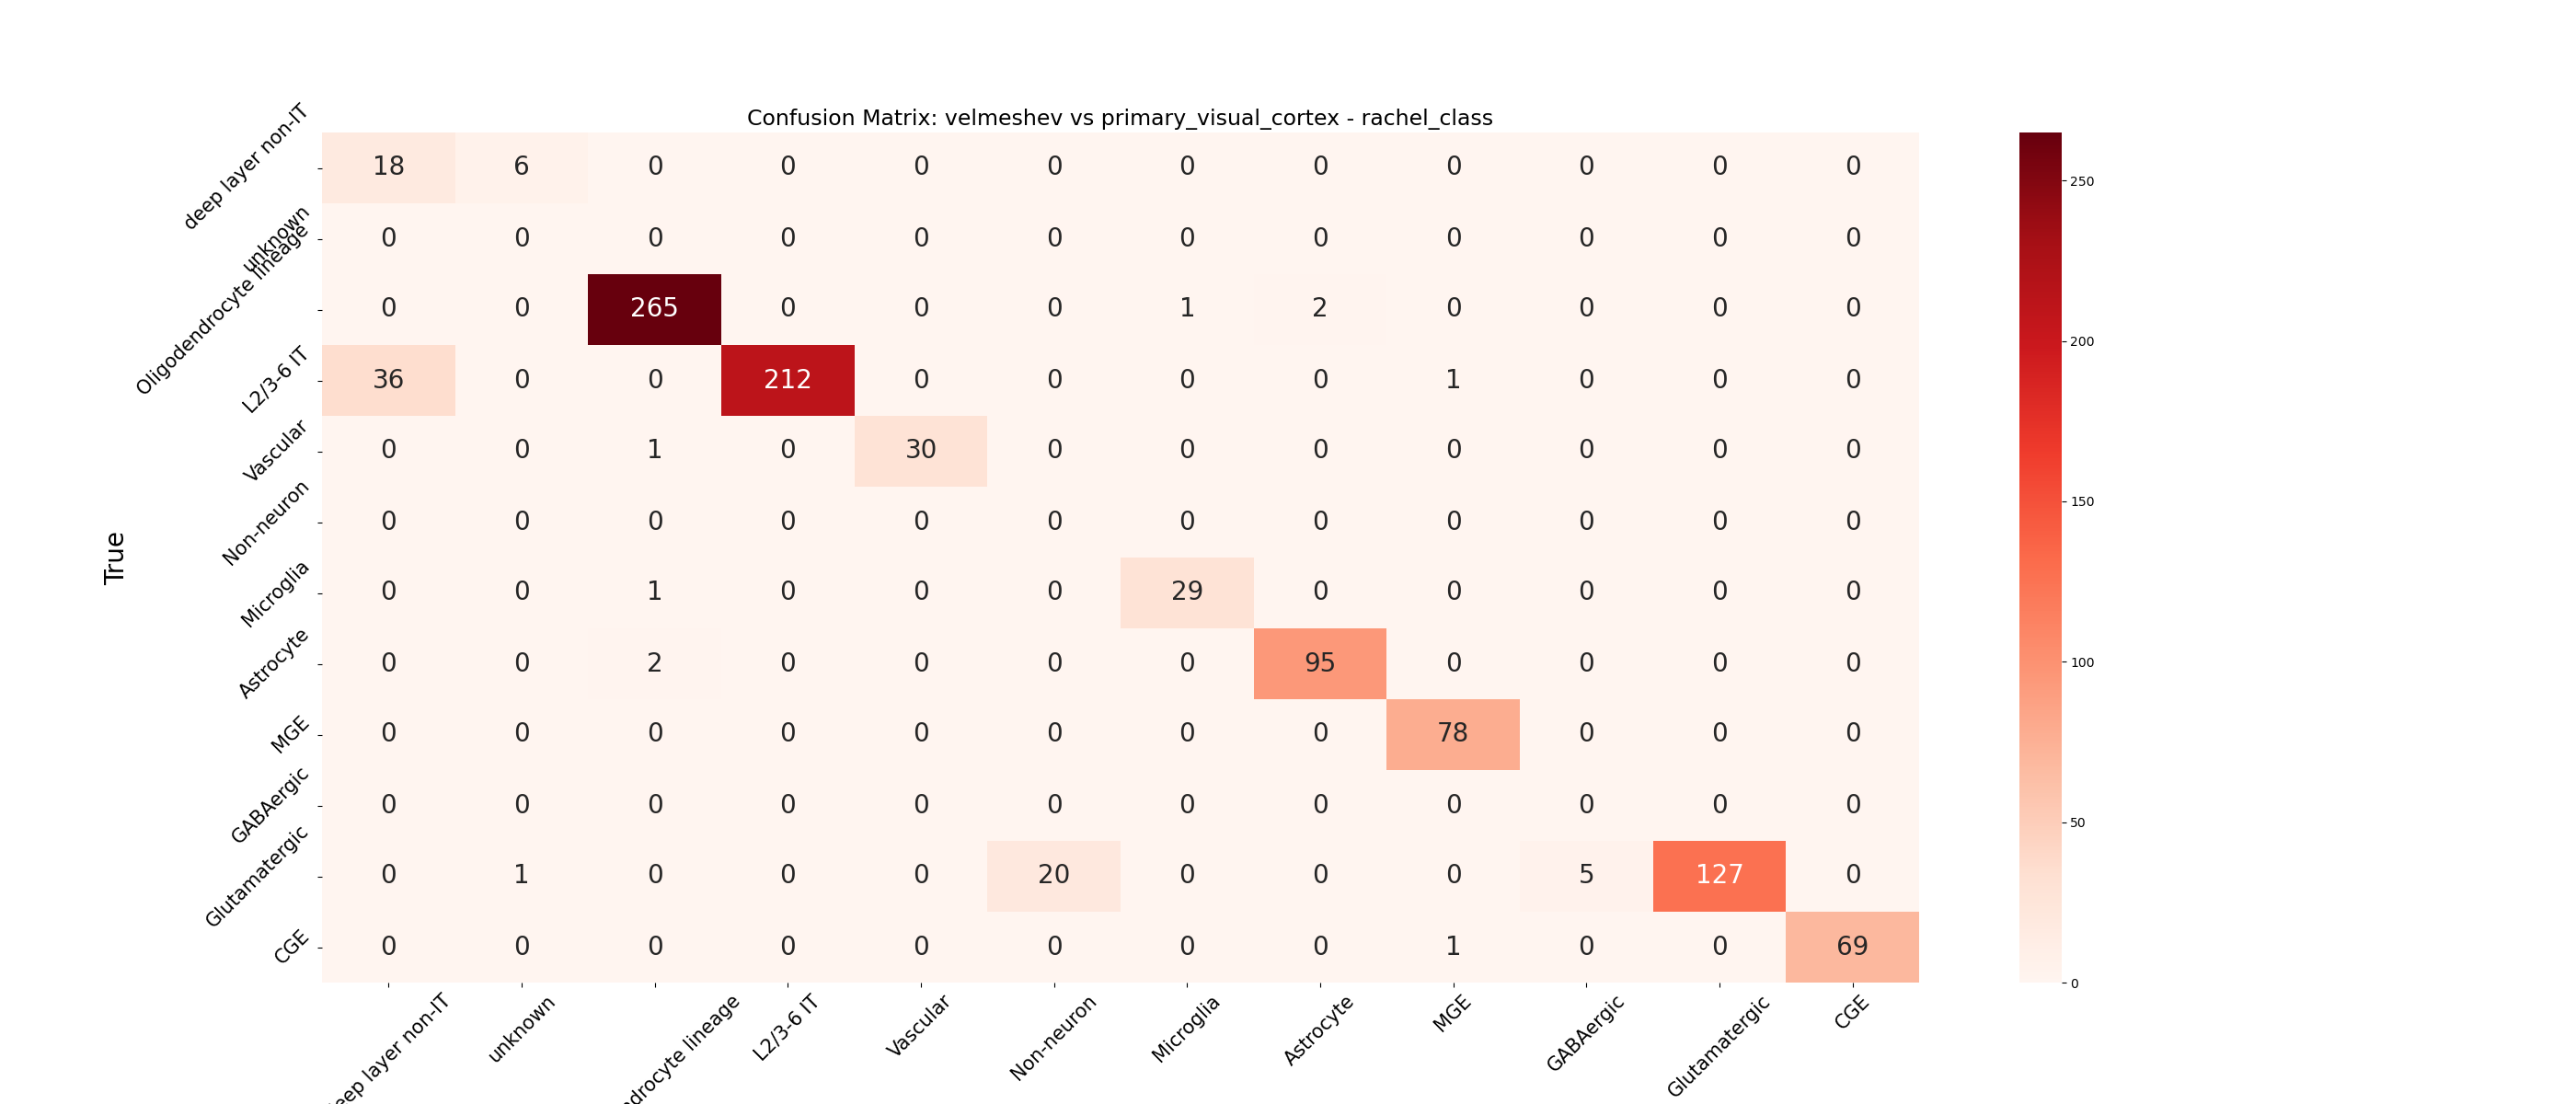 Confusion Matrix: velmeshev vs primary_visual_cortex - rachel_class
True
deep layer non-IT 18 6 0 0 0 0 0 0 0 0 0 0
unknown 0 0 0 0 0 0 0 0 0 0 0 0
Oligodendrocyte lineage 0 0 265 0 0 0 1 2 0 0 0 0
L2/3-6 IT 36 0 0 212 0 0 0 0 1 0 0 0
Vascular 0 0 1 0 30 0 0 0 0 0 0 0
Non-neuron 0 0 0 0 0 0 0 0 0 0 0 0
Microglia 0 0 1 0 0 0 29 0 0 0 0 0
Astrocyte 0 0 2 0 0 0 0 95 0 0 0 0
MGE 0 0 0 0 0 0 0 0 78 0 0 0
GABAergic 0 0 0 0 0 0 0 0 0 0 0 0
Glutamatergic 0 1 0 0 0 20 0 0 0 5 127 0
CGE 0 0 0 0 0 0 0 0 1 0 0 69
eep layer non-IT unknown ndrocyte lineage L2/3-6 IT Vascular Non-neuron Microglia Astrocyte MGE GABAergic Glutamatergic CGE
250
200
150
100
50
0